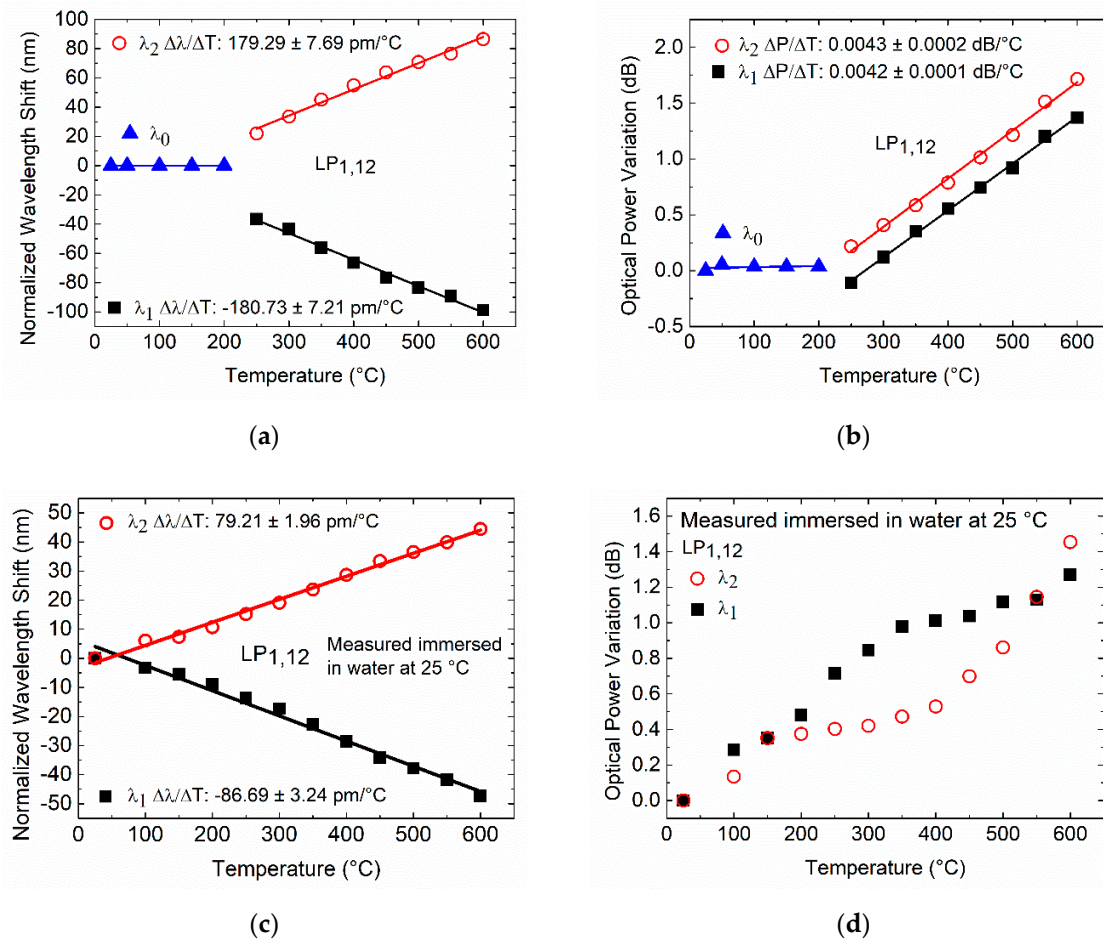 λ2 Δλ/ΔT: 179.29 ± 7.69 pm/°C
λ0
LP1,12
λ1 Δλ/ΔT: -180.73 ± 7.21 pm/°C
Normalized Wavelength Shift (nm)
100
80
60
40
20
0
-20
-40
-60
-80
-100
0 100 200 300 400 500 600
Temperature (°C)
(a)
λ2 ΔP/ΔT: 0.0043 ± 0.0002 dB/°C
λ1 ΔP/ΔT: 0.0042 ± 0.0001 dB/°C
LP1,12
λ0
Optical Power Variation (dB)
2.0
1.5
1.0
0.5
0.0
-0.5
0 100 200 300 400 500 600
Temperature (°C)
(b)
λ2 Δλ/ΔT: 79.21 ± 1.96 pm/°C
LP1,12
Measured immersed
in water at 25 °C
λ1 Δλ/ΔT: -86.69 ± 3.24 pm/°C
Normalized Wavelength Shift (nm)
50
40
30
20
10
0
-10
-20
-30
-40
-50
0 100 200 300 400 500 600
Temperature (°C)
(c)
Measured immersed in water at 25 °C
LP1,12
λ2
λ1
Optical Power Variation (dB)
1.6
1.4
1.2
1.0
0.8
0.6
0.4
0.2
0.0
0 100 200 300 400 500 600
Temperature (°C)
(d)